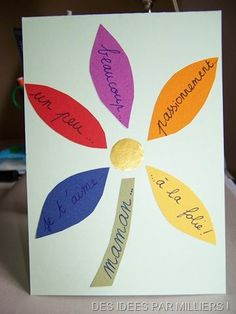 je t'aime
un peu...
beaucoup...
passionnément
...à la folie!
maman...
DES IDEES PAR MILLIERS !